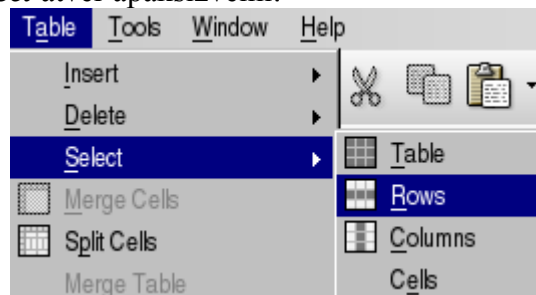 Table Tools Window Help
Insert
Delete
Select
Table
Merge Cells
Rows
Split Cells
Columns
Merge Table
Cells